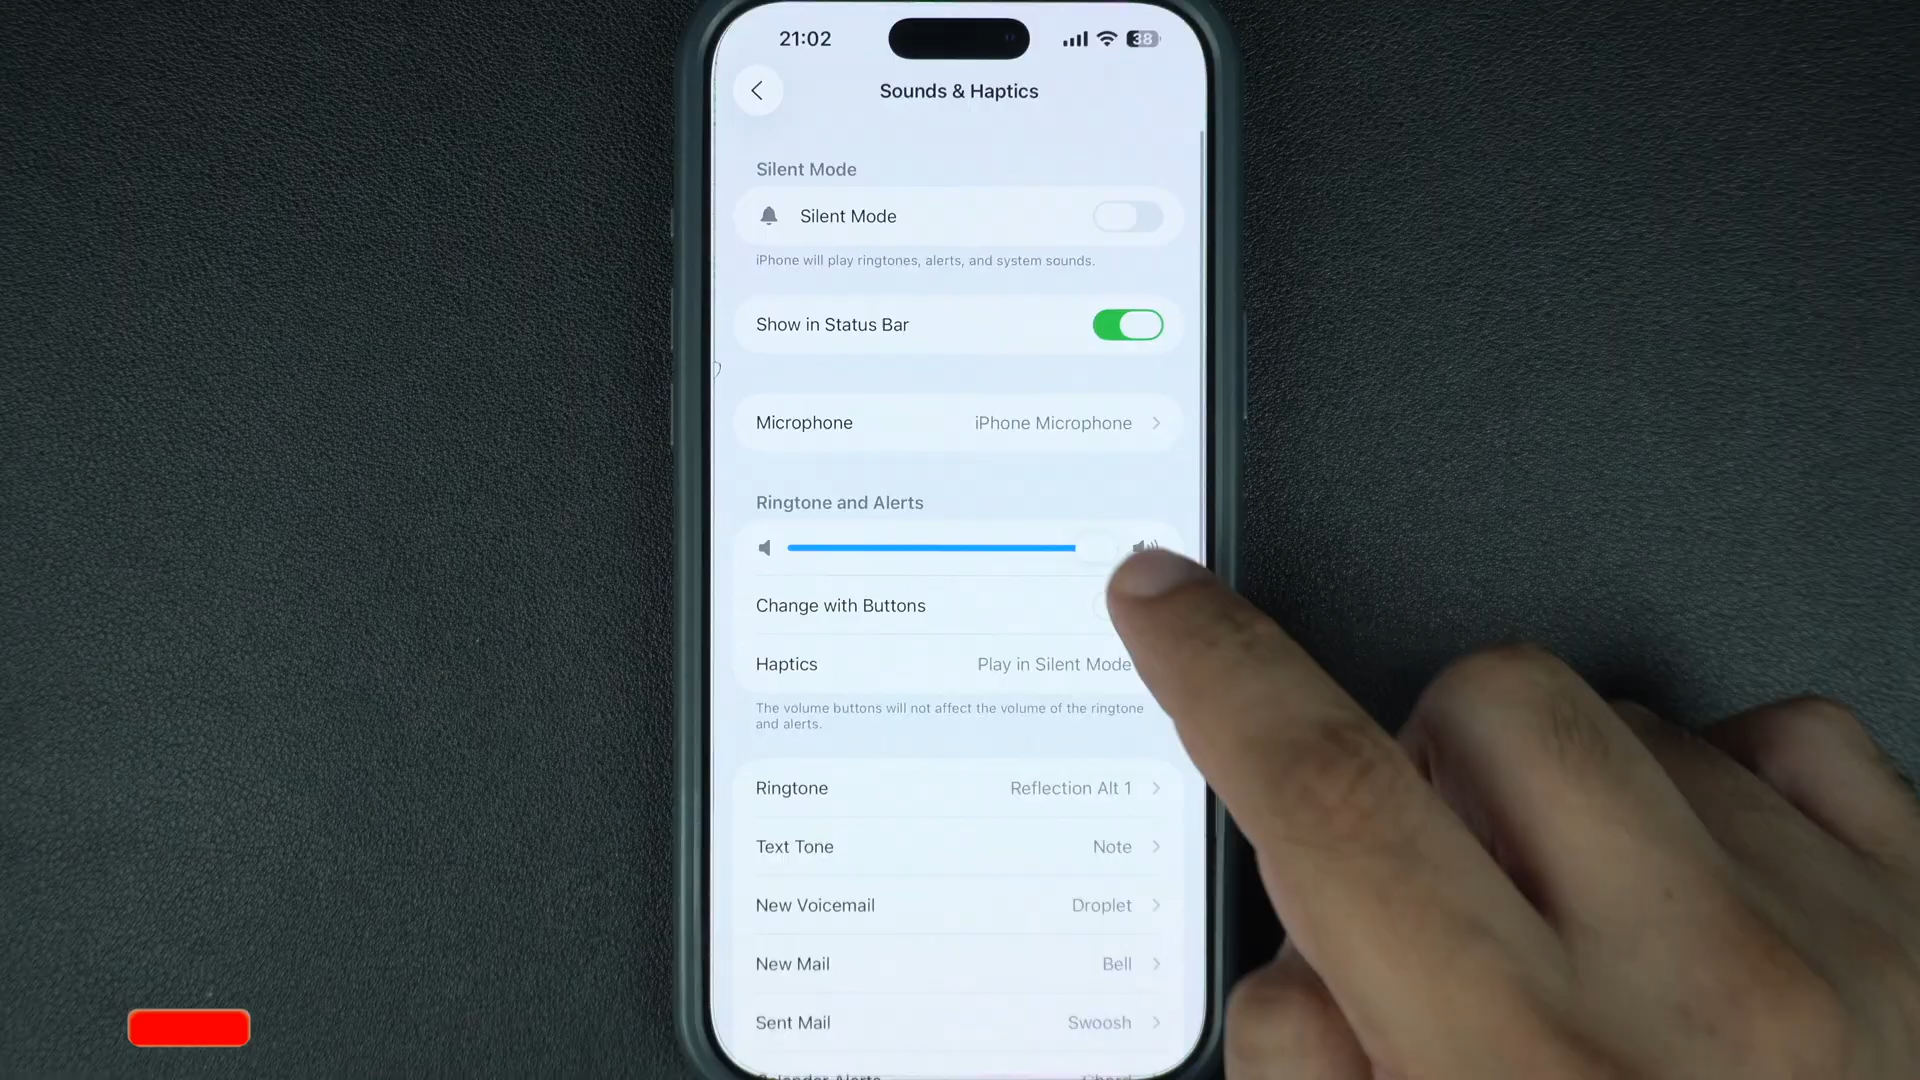 21:02
38
Sounds & Haptics
Silent Mode
Silent Mode
iPhone will play ringtones, alerts, and system sounds.
Show in Status Bar
Microphone iPhone Microphone
Ringtone and Alerts
Change with Buttons
Haptics Play in Silent Mode
The volume buttons will not affect the volume of the ringtone
and alerts.
Ringtone Reflection Alt 1
Text Tone Note
New Voicemail Droplet
New Mail Bell
Sent Mail Swoosh